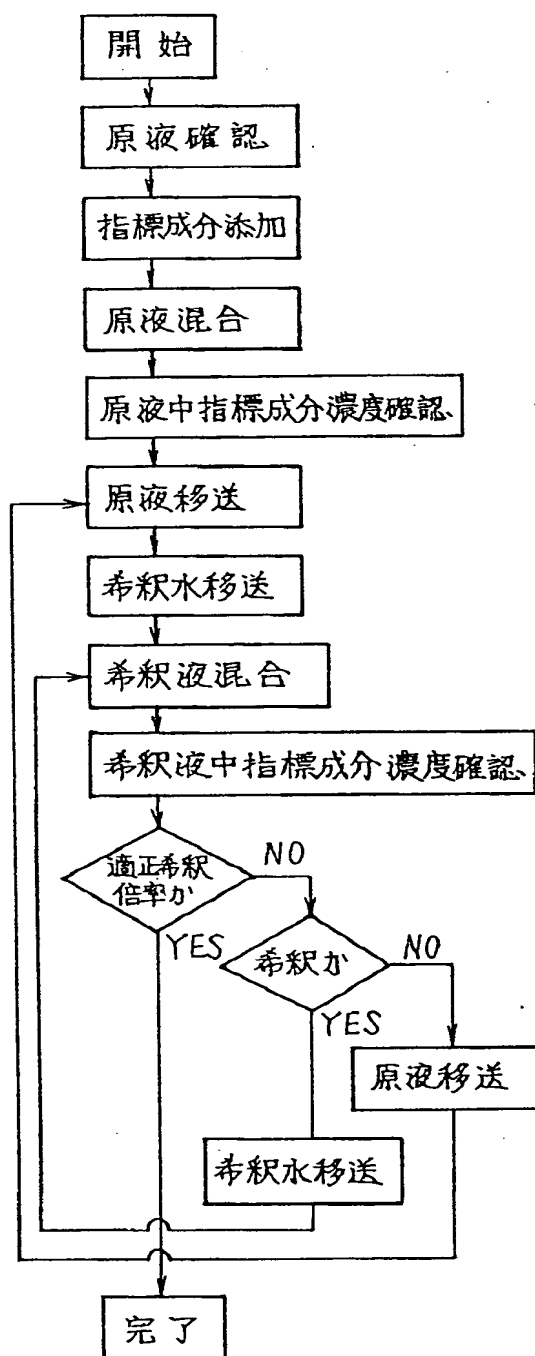 開始
原液確認
指標成分添加
原液混合
原液中指標成分濃度確認
原液移送
希釈水移送
希釈液混合
希釈液中指標成分濃度確認
適正希釈
倍率か
NO
YES
希釈か
NO
YES
原液移送
希釈水移送
完了